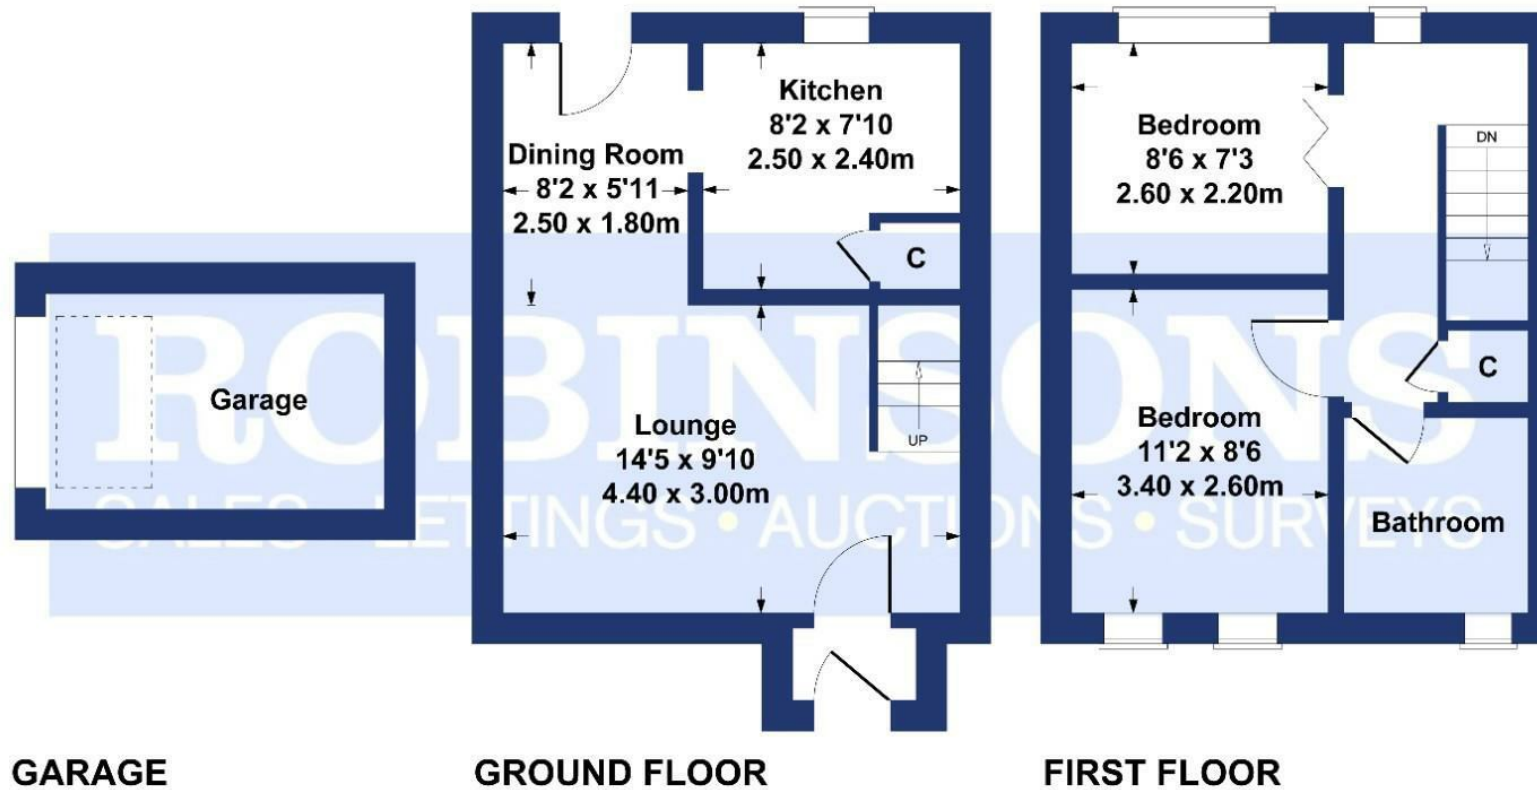 Kitchen
8'2 x 7'10
2.50 x 2.40m
Dining Room
8'2 x 5'11
2.50 x 1.80m
C
Lounge
14'5 x 9'10
4.40 x 3.00m
UP
Bedroom
8'6 x 7'3
2.60 x 2.20m
DN
C
Bedroom
11'2 x 8'6
3.40 x 2.60m
Bathroom
Garage
ROBINSONS
SALES • LETTINGS • AUCTIONS • SURVEYS
GARAGE
GROUND FLOOR
FIRST FLOOR